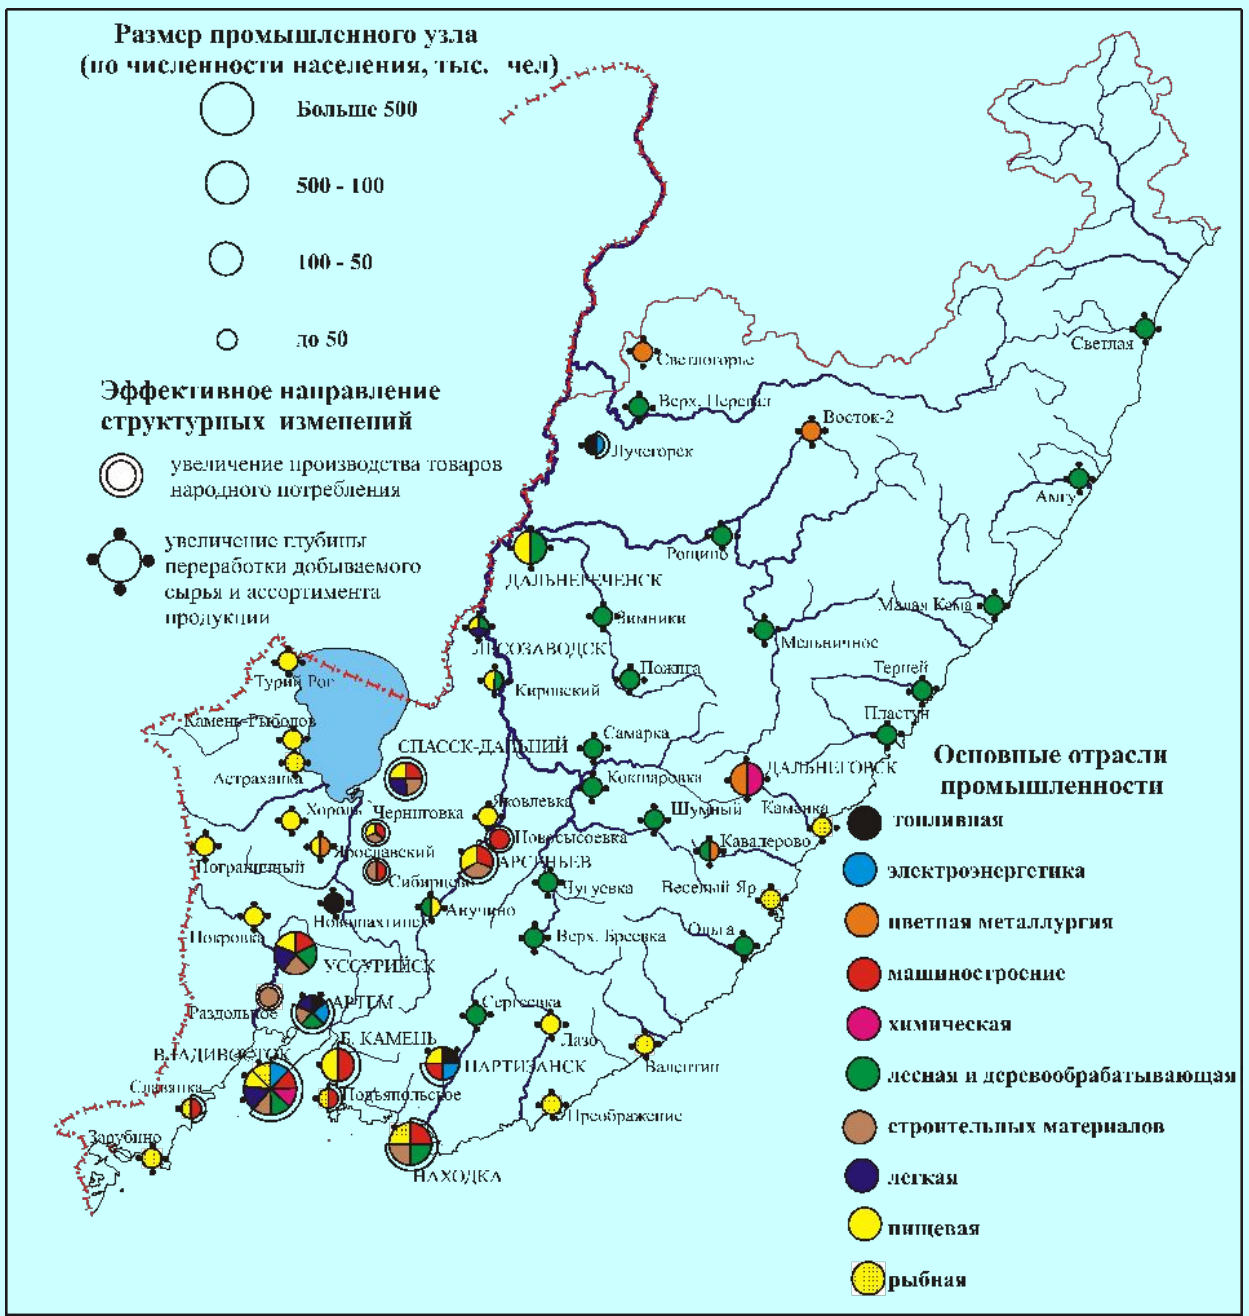 Размер промышленного узла
(по численности населения, тыс. чел)
Больше 500
500 - 100
100 - 50
до 50
Эффективное направление
структурных изменений
увеличение производства товаров
народного потребления
увеличение глубины
переработки добываемого
сырья и ассортимента
продукции
Светлая
Светлогорье
Верх. Перевал
Восток-2
Лучегорск
Амгу
Рощино
ДАЛЬНЕРЕЧЕНСК
Малая Кема
Зимники
Мельничное
ЛЕСОЗАВОДСК
Терней
Пожига
Турий Рог
Кировский
Пластун
Камень-Рыболов
Самарка
СПАССК-ДАЛЬНИЙ
Астраханка
Кокшаровка
ДАЛЬНЕГОРСК
Яковлевка
Каменка
Хороль
Черниговка
Шумный
Новосысоевка
Кавалерово
Ярославский
Пограничный
АРСЕНЬЕВ
Сибирцево
Чугуевка
Веселый Яр
Анучино
Новошахтинск
Покровка
Верх. Бреевка
Ольга
УССУРИЙСК
АРТЕМ
Сергеевка
Раздольное
Б. КАМЕНЬ
Лазо
ВЛАДИВОСТОК
ПАРТИЗАНСК
Валентин
Славянка
Подъяпольское
Преображение
Зарубино
НАХОДКА
Основные отрасли
промышленности
топливная
электроэнергетика
цветная металлургия
машиностроение
химическая
лесная и деревообрабатывающая
строительных материалов
легкая
пищевая
рыбная